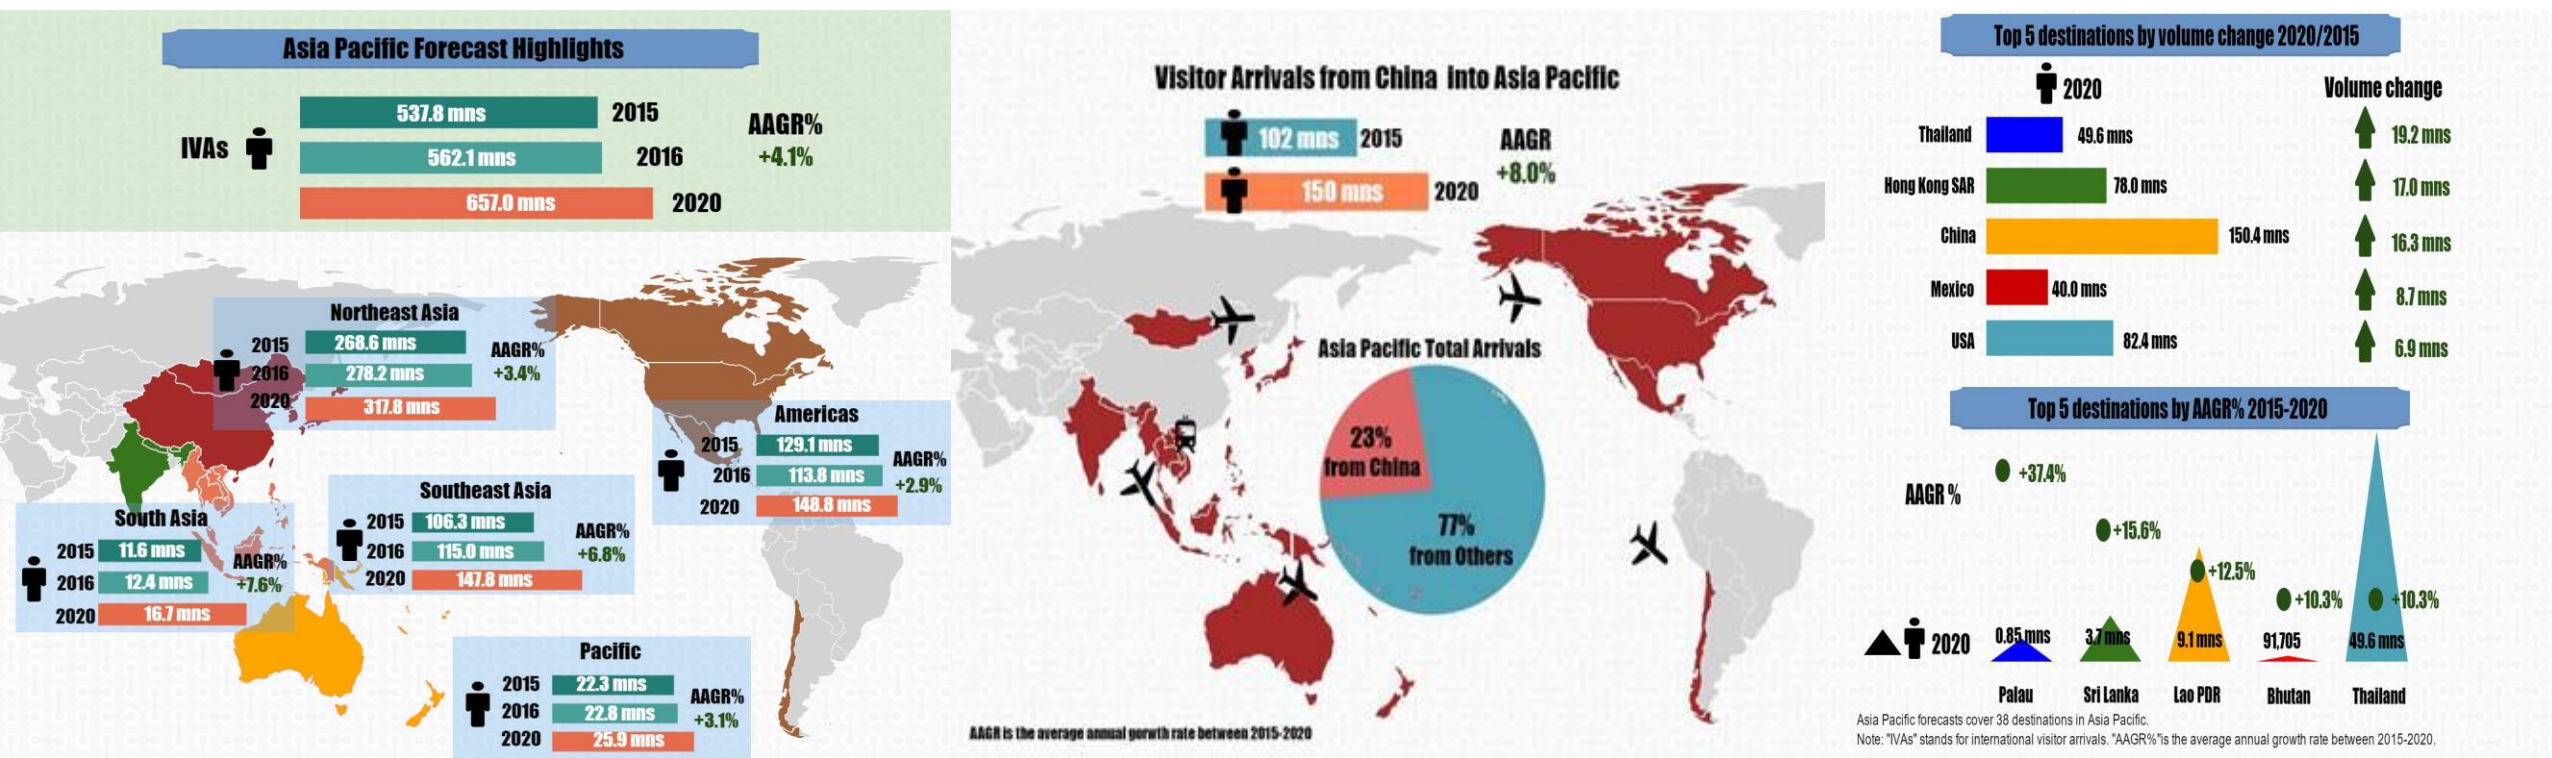 Asia Pacific Forecast Highlights
IVAs
537.8 mns 2015
562.1 mns 2016
657.0 mns 2020
AAGR%
+4.1%
Northeast Asia
2015 268.6 mns
2016 278.2 mns
2020 317.8 mns
AAGR%
+3.4%
Americas
2015 129.1 mns
2016 113.8 mns
2020 148.8 mns
AAGR%
+2.9%
Southeast Asia
2015 106.3 mns
2016 115.0 mns
2020 147.8 mns
AAGR%
+6.8%
South Asia
2015 11.6 mns
2016 12.4 mns
2020 16.7 mns
AAGR%
+7.6%
Pacific
2015 22.3 mns
2016 22.8 mns
2020 25.9 mns
AAGR%
+3.1%
Visitor Arrivals from China into Asia Pacific
102 mns 2015
150 mns 2020
AAGR
+8.0%
Asia Pacific Total Arrivals
23%
from China
77%
from Others
AAGR is the average annual gorwth rate between 2015-2020
Top 5 destinations by volume change 2020/2015
2020 Volume change
Thailand 49.6 mns 19.2 mns
Hong Kong SAR 78.0 mns 17.0 mns
China 150.4 mns 16.3 mns
Mexico 40.0 mns 8.7 mns
USA 82.4 mns 6.9 mns
Top 5 destinations by AAGR% 2015-2020
AAGR %
+37.4%
+15.6%
+12.5%
+10.3%
+10.3%
2020 0.85 mns 3.7 mns 9.1 mns 91,705 49.6 mns
Palau Sri Lanka Lao PDR Bhutan Thailand
Asia Pacific forecasts cover 38 destinations in Asia Pacific.
Note: "IVAs" stands for international visitor arrivals. "AAGR%"is the average annual growth rate between 2015-2020.